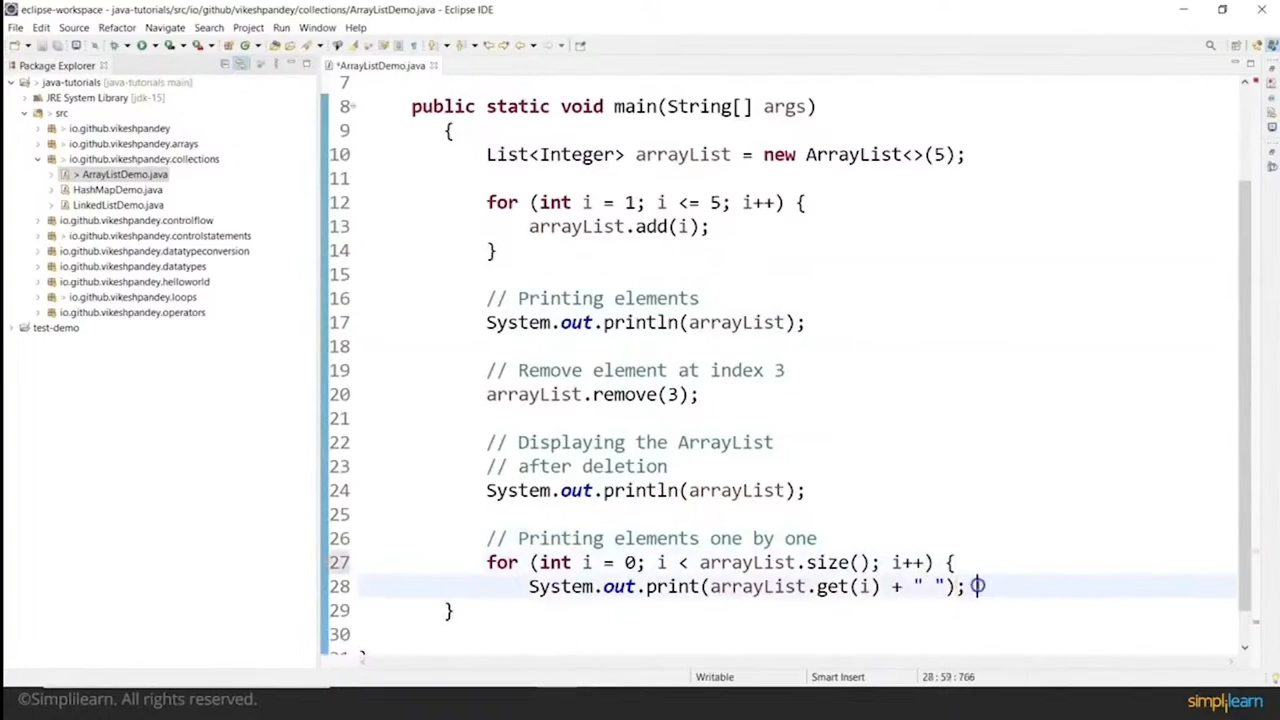 eclipse-workspace - java-tutorials/src/io/github/vikeshpandey/collections/ArrayListDemo.java - Eclipse IDE
File Edit Source Refactor Navigate Search Project Run Window Help
Package Explorer
*ArrayListDemo.java
java-tutorials [java-tutorials main]
JRE System Library [jdk-15]
> src
> io.github.vikeshpandey
> io.github.vikeshpandey.arrays
> io.github.vikeshpandey.collections
> ArrayListDemo.java
HashMapDemo.java
LinkedListDemo.java
io.github.vikeshpandey.controlflow
> io.github.vikeshpandey.controlstatements
io.github.vikeshpandey.datatypeconversion
io.github.vikeshpandey.datatypes
io.github.vikeshpandey.helloworld
> io.github.vikeshpandey.loops
io.github.vikeshpandey.operators
test-demo
7
8 public static void main(String[] args)
9 {
10 List<Integer> arrayList = new ArrayList<>(5);
11
12 for (int i = 1; i <= 5; i++) {
13 arrayList.add(i);
14 }
15
16 // Printing elements
17 System.out.println(arrayList);
18
19 // Remove element at index 3
20 arrayList.remove(3);
21
22 // Displaying the ArrayList
23 // after deletion
24 System.out.println(arrayList);
25
26 // Printing elements one by one
27 for (int i = 0; i < arrayList.size(); i++) {
28 System.out.print(arrayList.get(i) + " ");
29 }
30
Writable Smart Insert 28 : 59 : 766
©Simplilearn. All rights reserved.
simplilearn